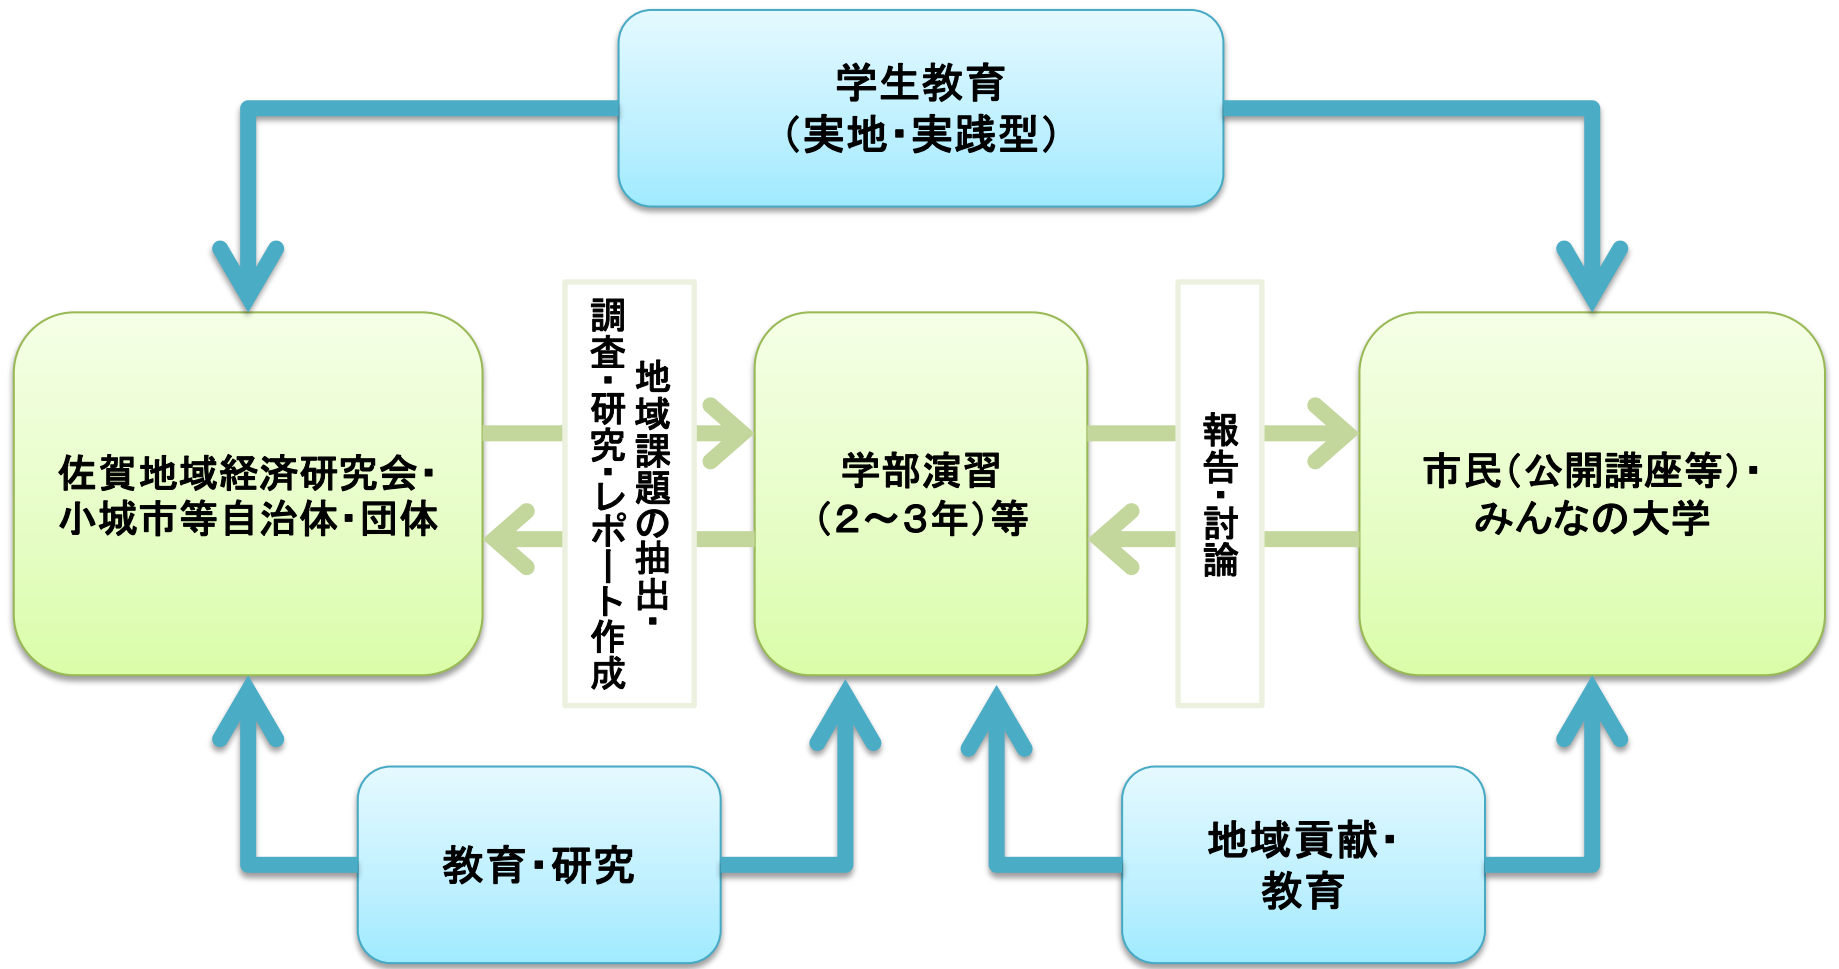 学生教育
（実地・実践型）
佐賀地域経済研究会・
小城市等自治体・団体
地域課題の抽出・
調査・研究・レポート作成
学部演習
（２～３年）等
報告・討論
市民（公開講座等）・
みんなの大学
教育・研究
地域貢献・
教育